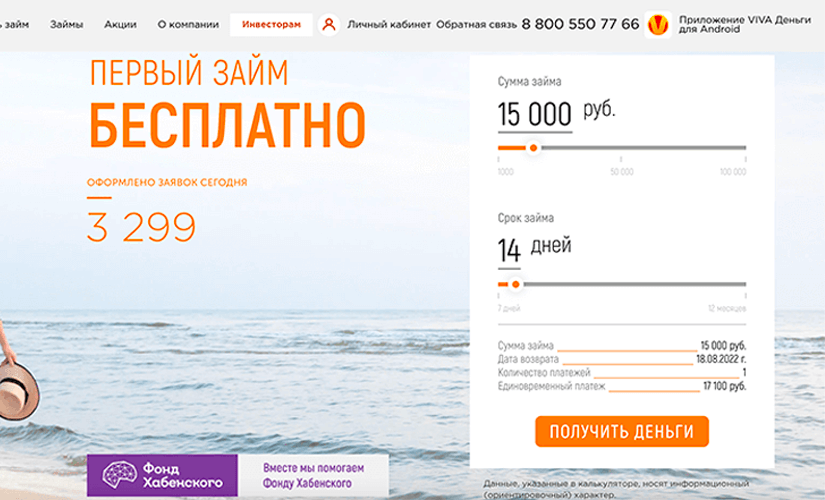 ь займ Займы Акции О компании Инвесторам Личный кабинет Обратная связь 8 800 550 77 66 Приложение VIVA Деньги
для Android
ПЕРВЫЙ ЗАЙМ
БЕСПЛАТНО
ОФОРМЛЕНО ЗАЯВОК СЕГОДНЯ
3 299
Сумма займа
15 000 руб.
1000 50 000 100 000
Срок займа
14 дней
7 дней 12 месяцев
Сумма займа 15 000 руб.
Дата возврата 18.08.2022 г.
Количество платежей 1
Единовременный платеж 17 100 руб.
ПОЛУЧИТЬ ДЕНЬГИ
Фонд
Хабенского
Вместе мы помогаем
Фонду Хабенского
Данные, указанные в калькуляторе, носят информационный
(ориентировочный) характер.